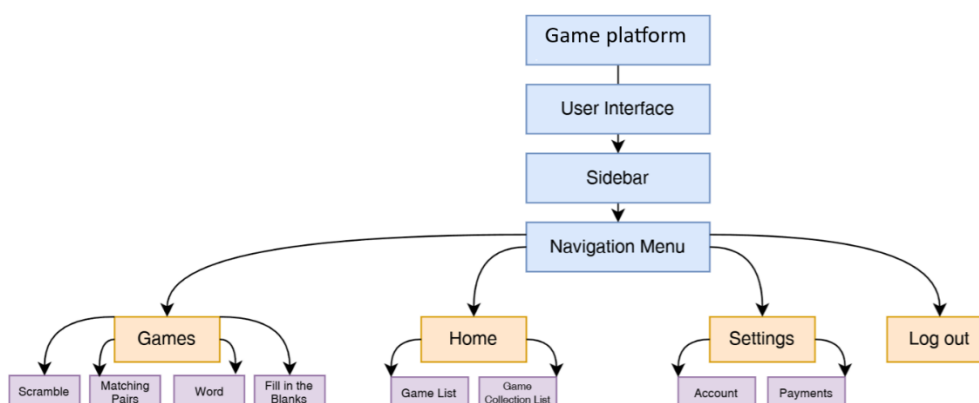 Game platform
User Interface
Sidebar
Navigation Menu
Games
Home
Settings
Log out
Scramble
Matching
Pairs
Word
Fill in the
Blanks
Game List
Game
Collection List
Account
Payments